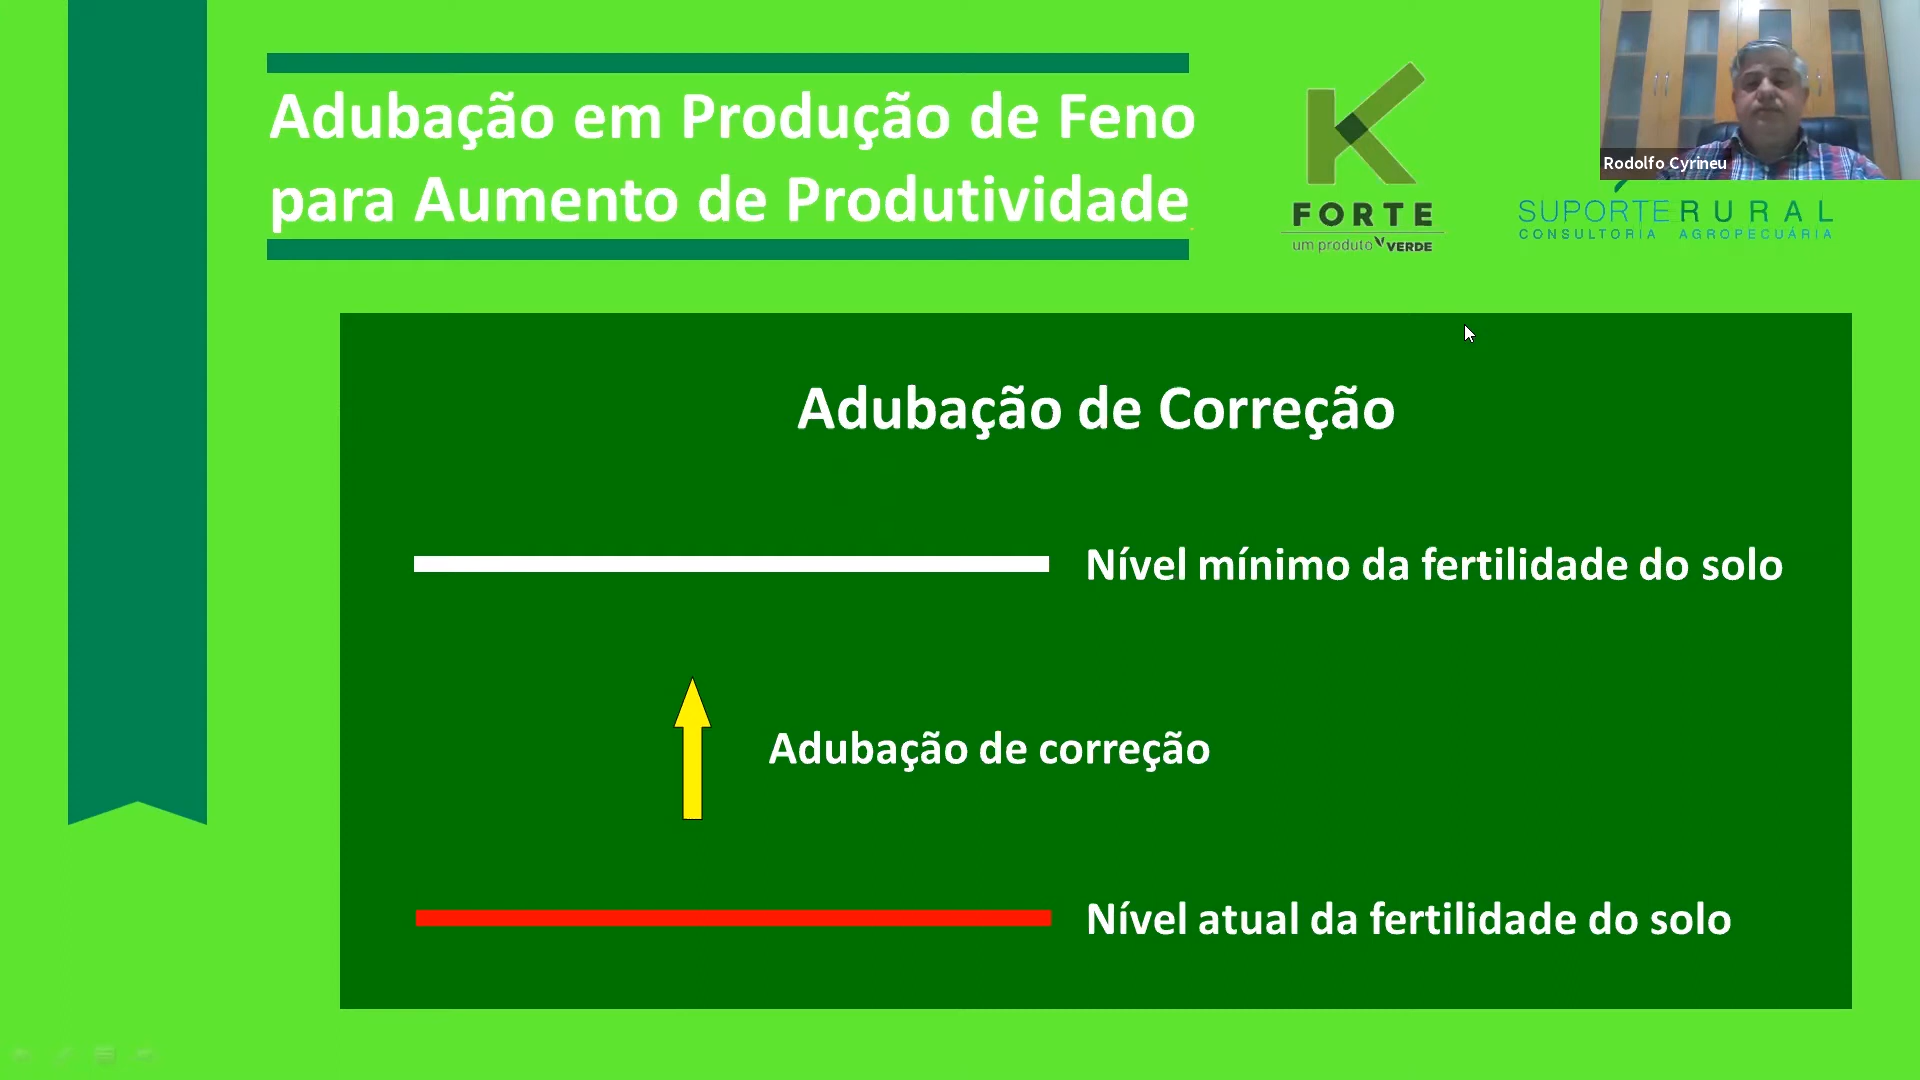 Adubação em Produção de Feno
para Aumento de Produtividade
K
FORTE
um produto VERDE
Rodolfo Cyrineu
SUPORTE RURAL
CONSULTORIA AGROPECUÁRIA
Adubação de Correção
Nível mínimo da fertilidade do solo
Adubação de correção
Nível atual da fertilidade do solo